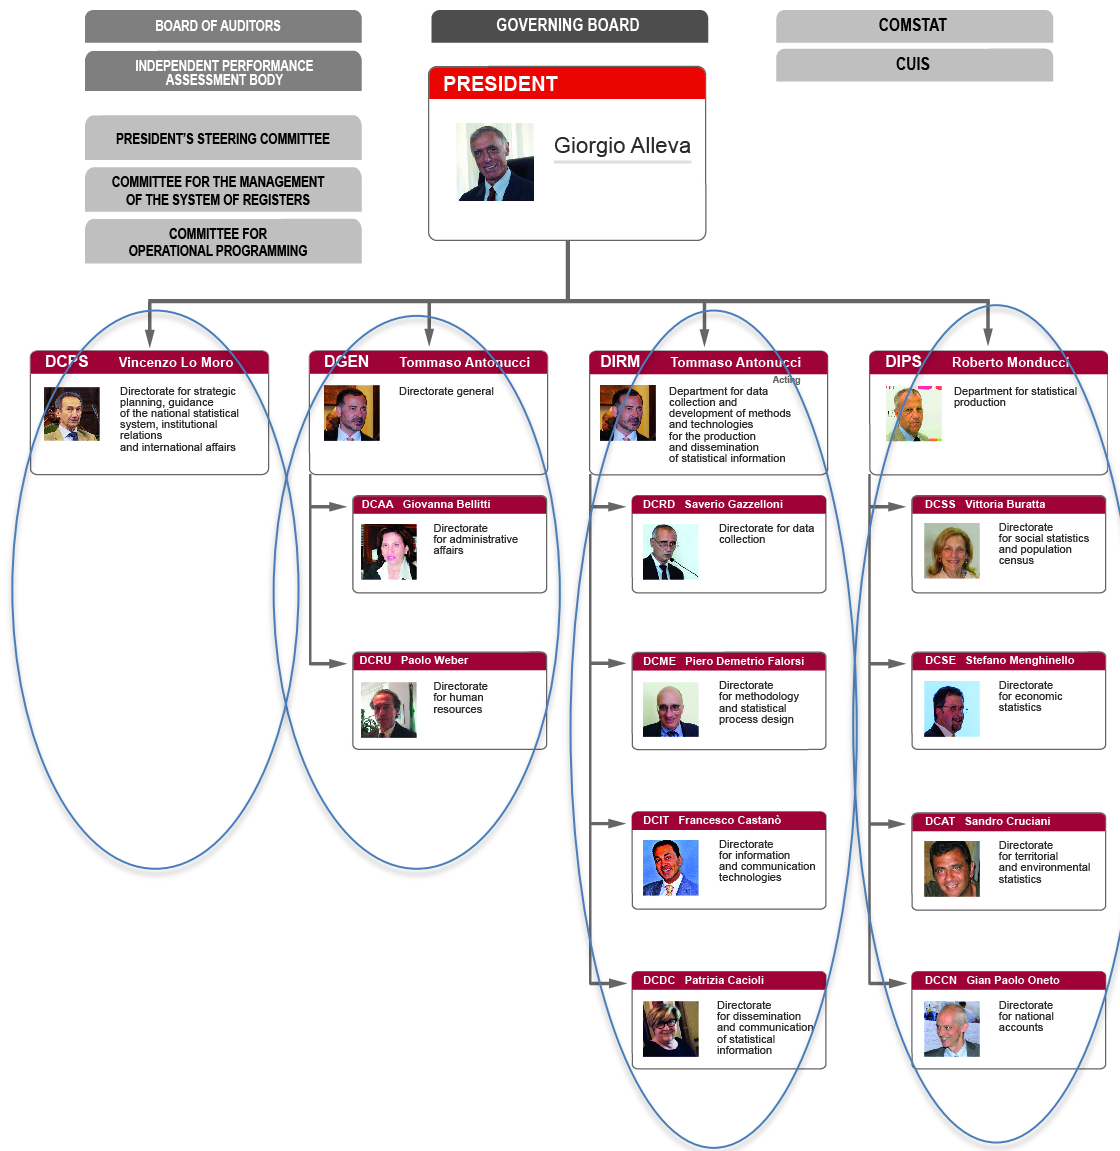 BOARD OF AUDITORS
INDEPENDENT PERFORMANCE
ASSESSMENT BODY
PRESIDENT'S STEERING COMMITTEE
COMMITTEE FOR THE MANAGEMENT
OF THE SYSTEM OF REGISTERS
COMMITTEE FOR
OPERATIONAL PROGRAMMING
GOVERNING BOARD
PRESIDENT
Giorgio Alleva
COMSTAT
CUIS
DCPS Vincenzo Lo Moro
Directorate for strategic
planning, guidance
of the national statistical
system, institutional
relations
and international affairs
DGEN Tommaso Antonucci
Directorate general
DCAA Giovanna Bellitti
Directorate
for administrative
affairs
DCRU Paolo Weber
Directorate
for human
resources
DIRM Tommaso Antonucci
Acting
Department for data
collection and
development of methods
and technologies
for the production
and dissemination
of statistical information
DCRD Saverio Gazzelloni
Directorate for data
collection
DCME Piero Demetrio Falorsi
Directorate
for methodology
and statistical
process design
DCIT Francesco Castanò
Directorate
for information
and communication
technologies
DCDC Patrizia Cacioli
Directorate
for dissemination
and communication
of statistical
information
DIPS Roberto Monducci
Department for statistical
production
DCSS Vittoria Buratta
Directorate
for social statistics
and population
census
DCSE Stefano Menghinello
Directorate
for economic
statistics
DCAT Sandro Cruciani
Directorate
for territorial
and environmental
statistics
DCCN Gian Paolo Oneto
Directorate
for national
accounts